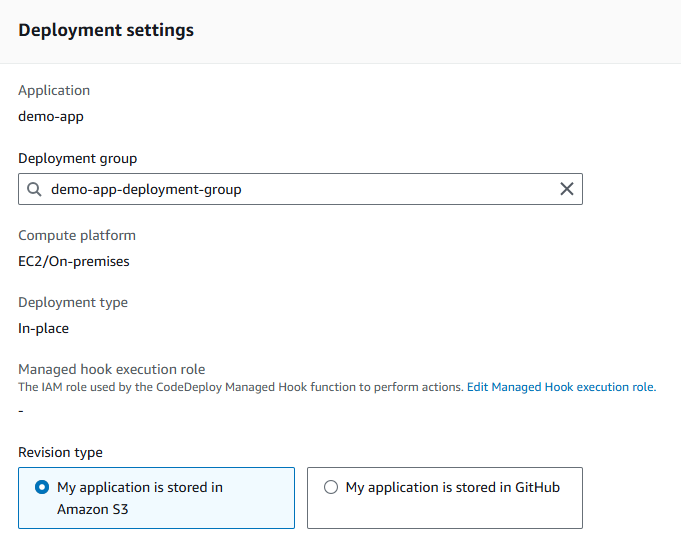 Deployment settings
Application
demo-app
Deployment group
demo-app-deployment-group
Compute platform
EC2/On-premises
Deployment type
In-place
Managed hook execution role
The IAM role used by the CodeDeploy Managed Hook function to perform actions. Edit Managed Hook execution role.
-
Revision type
My application is stored in
Amazon S3
My application is stored in GitHub